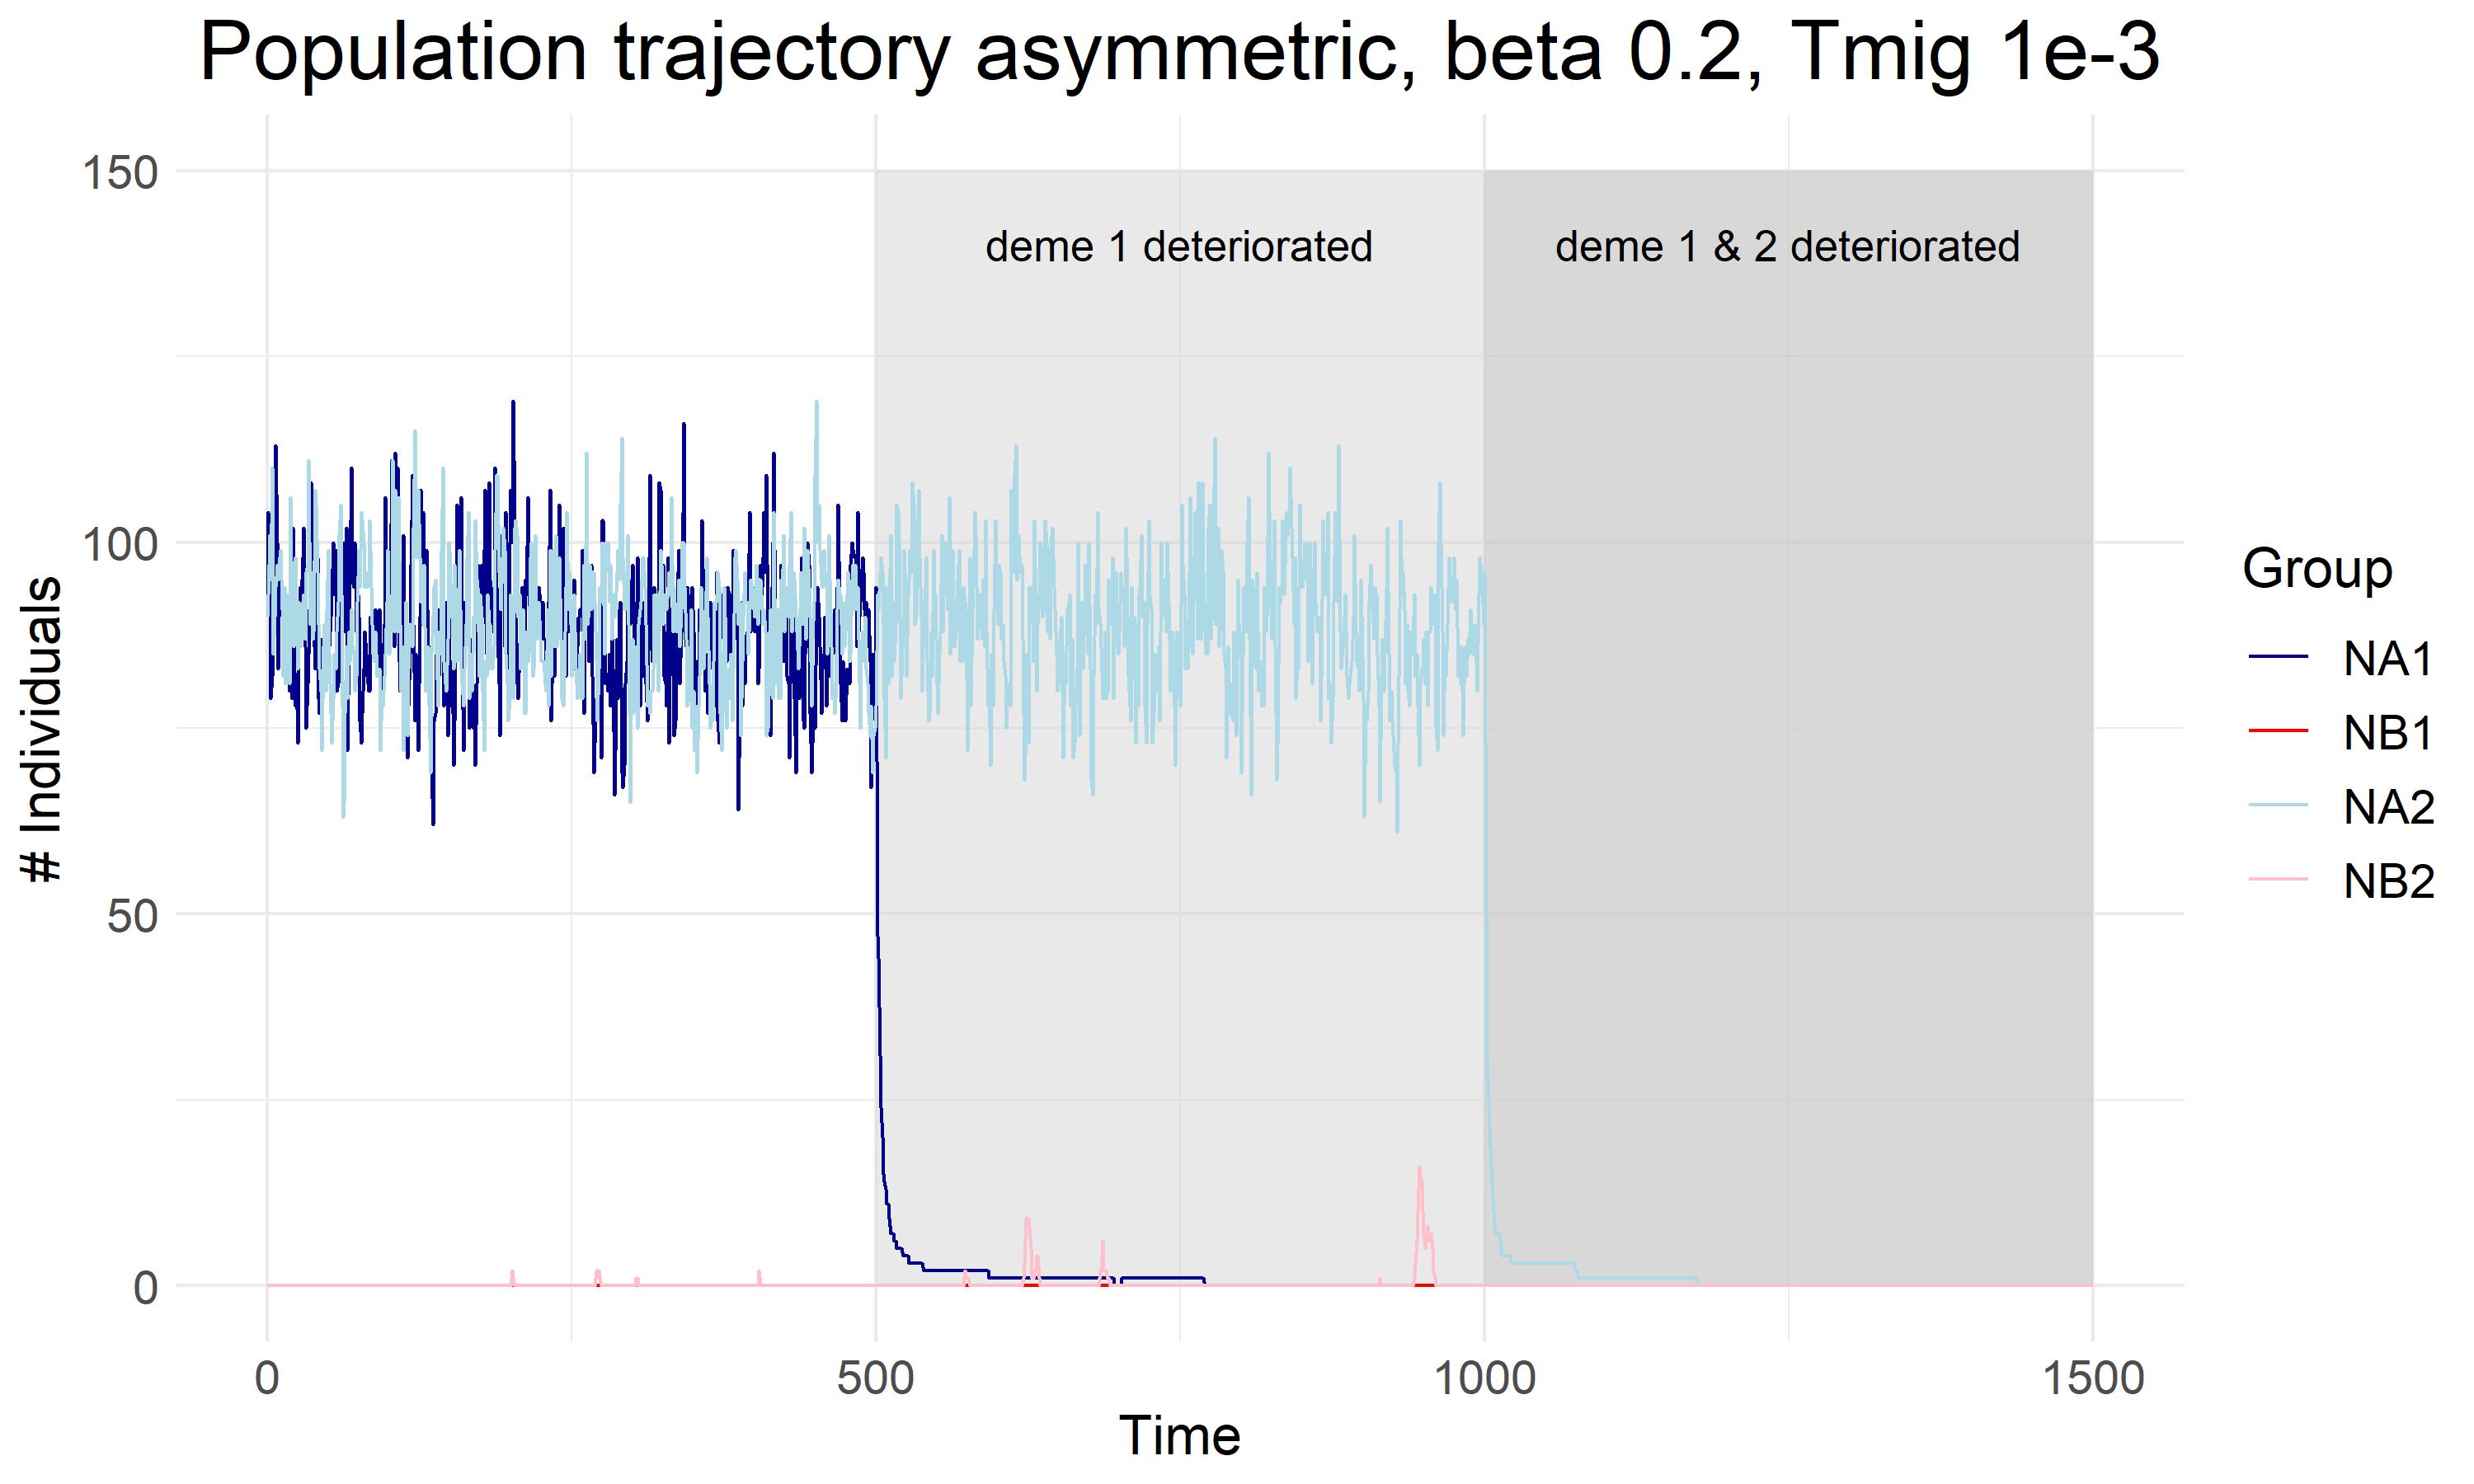 Population trajectory asymmetric, beta 0.2, Tmig 1e-3
150
100
50
0
# Individuals
deme 1 deteriorated
deme 1 & 2 deteriorated
0
500
1000
1500
Time
Group
NA1
NB1
NA2
NB2